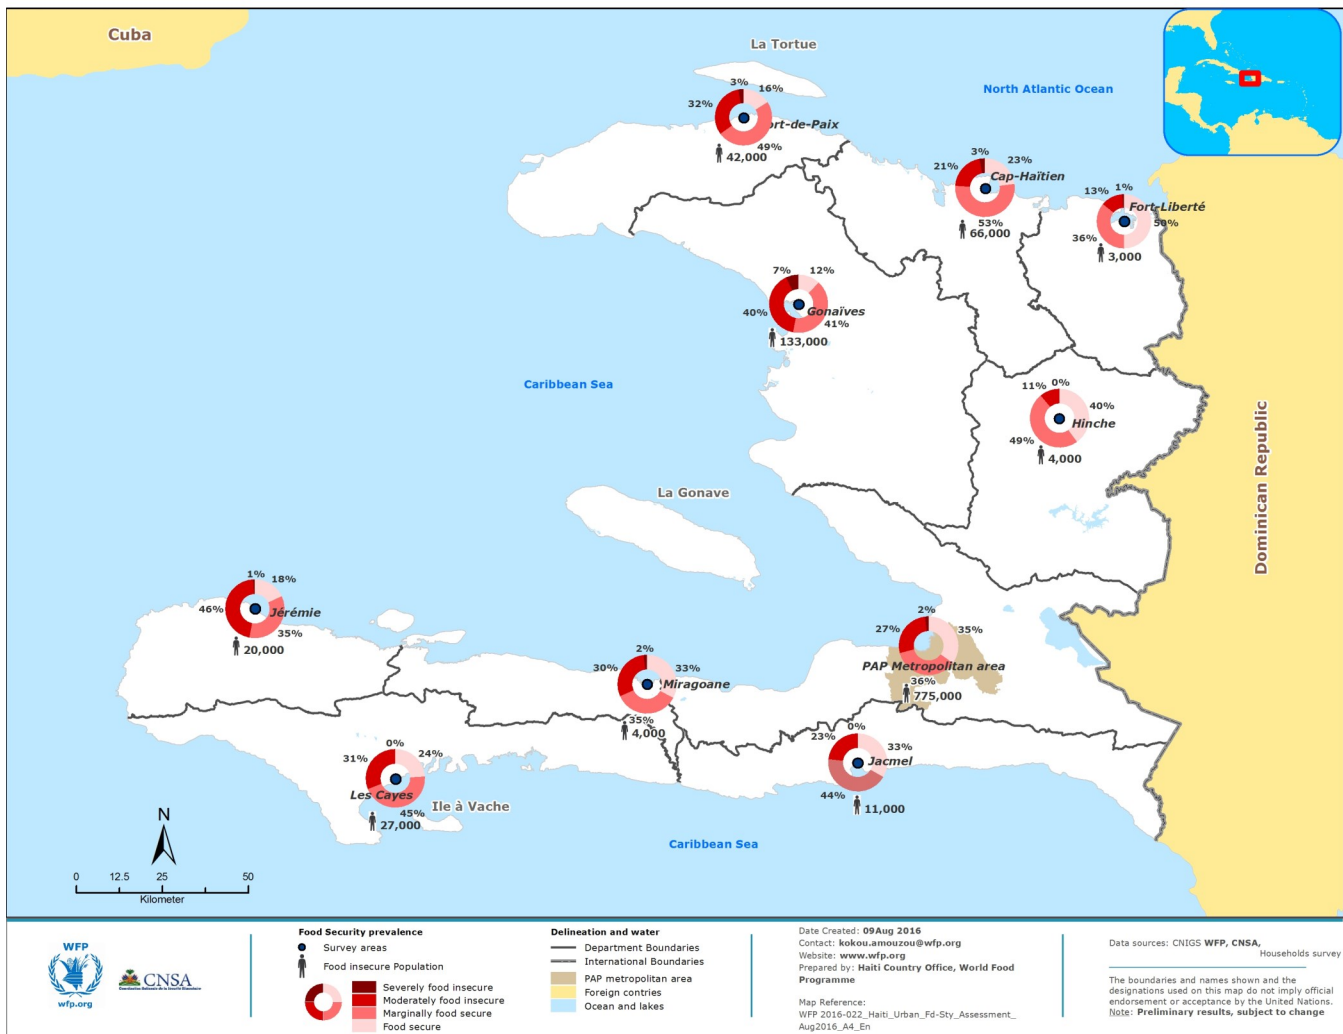 Cuba
La Tortue
North Atlantic Ocean
3%
16%
32%
ort-de-Paix
49%
42,000
3%
23%
21%
Cap-Haïtien
53%
66,000
13%
1%
Fort-Liberté
50%
36%
3,000
7%
12%
Gonaïves
40%
41%
133,000
Caribbean Sea
11%
0%
40%
Hinche
49%
4,000
Dominican Republic
La Gonave
1%
18%
46%
Jérémie
35%
20,000
2%
27%
35%
PAP Metropolitan area
36%
775,000
2%
30%
33%
Miragoane
35%
4,000
0%
23%
33%
Jacmel
44%
11,000
0%
31%
24%
Les Cayes
45%
27,000
Ile à Vache
Caribbean Sea
N
0 12.5 25 50
Kilometer
WFP
wfp.org
CNSA
Coordination Nationale de la Sécurité Alimentaire
Food Security prevalence
Survey areas
Food insecure Population
Severely food insecure
Moderately food insecure
Marginally food secure
Food secure
Delineation and water
Department Boundaries
International Boundaries
PAP metropolitan area
Foreign contries
Ocean and lakes
Date Created: 09Aug 2016
Contact: kokou.amouzou@wfp.org
Website: www.wfp.org
Prepared by: Haiti Country Office, World Food
Programme
Map Reference:
WFP 2016-022_Haiti_Urban_Fd-Sty_Assessment_
Aug2016_A4_En
Data sources: CNIGS WFP, CNSA,
Households survey
The boundaries and names shown and the
designations used on this map do not imply official
endorsement or acceptance by the United Nations.
Note: Preliminary results, subject to change